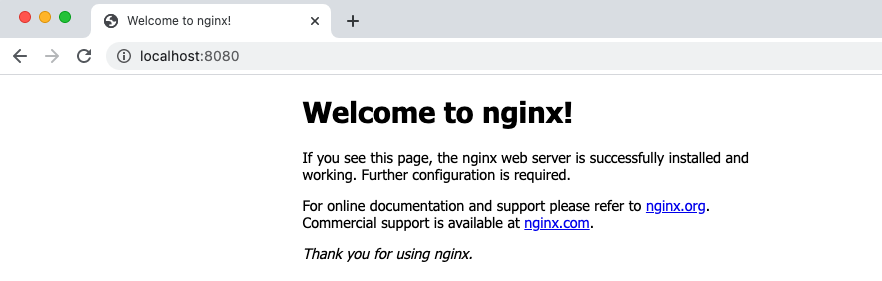 Welcome to nginx!
localhost:8080
Welcome to nginx!
If you see this page, the nginx web server is successfully installed and
working. Further configuration is required.
For online documentation and support please refer to nginx.org.
Commercial support is available at nginx.com.
Thank you for using nginx.